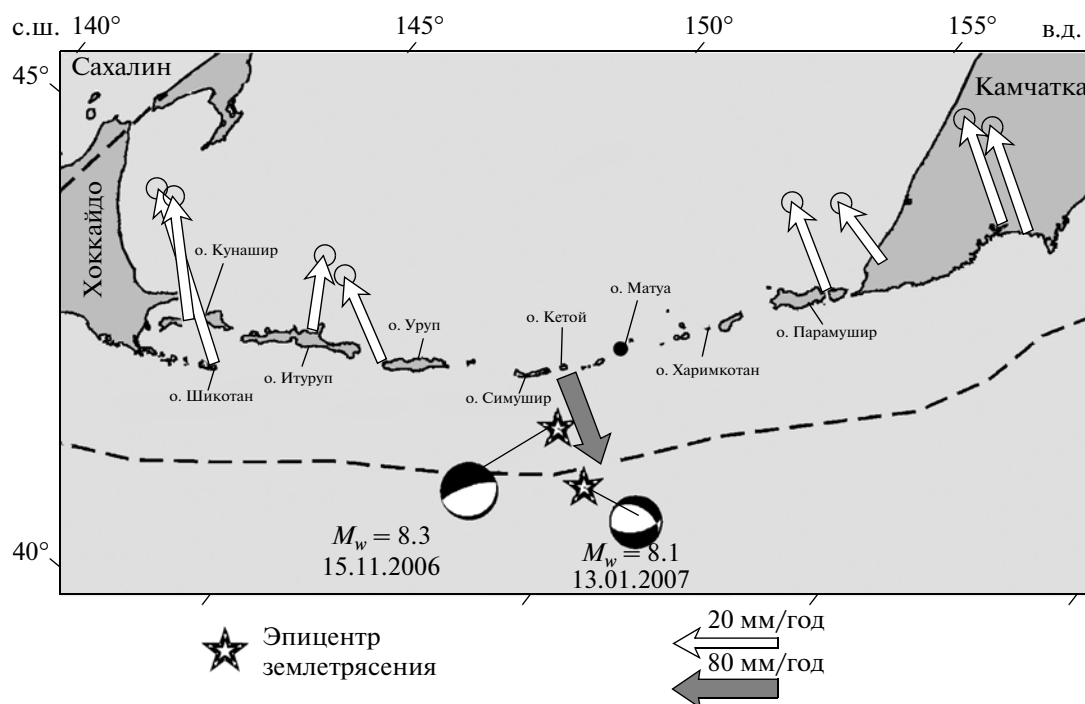 с.ш. 140° 145° 150° 155° в.д.
45°
Сахалин
Камчатка
Хоккайдо
о. Кунашир
о. Матуа
о. Уруп
о. Кетой
о. Парамушир
о. Харимкотан
о. Итуруп
о. Шикотан
о. Симушир
40°
M_w = 8.3
15.11.2006
M_w = 8.1
13.01.2007
Эпицентр
землетрясения
20 мм/год
80 мм/год